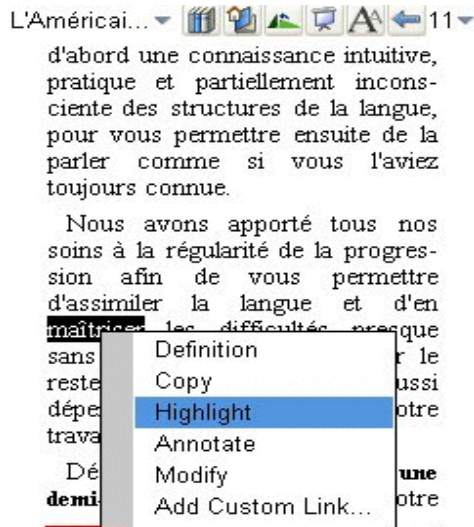 L'Américai... 11
d'abord une connaissance intuitive,
pratique et partiellement incons-
ciente des structures de la langue,
pour vous permettre ensuite de la
parler comme si vous l'aviez
toujours connue.
Nous avons apporté tous nos
soins à la régularité de la progres-
sion afin de vous permettre
d'assimiler la langue et d'en
maîtriser les difficultés presque
sans r le
Definition
reste ussi
Copy
dépe otre
Highlight
trava
Annotate
Dé une
Modify
demi- otre
Add Custom Link...